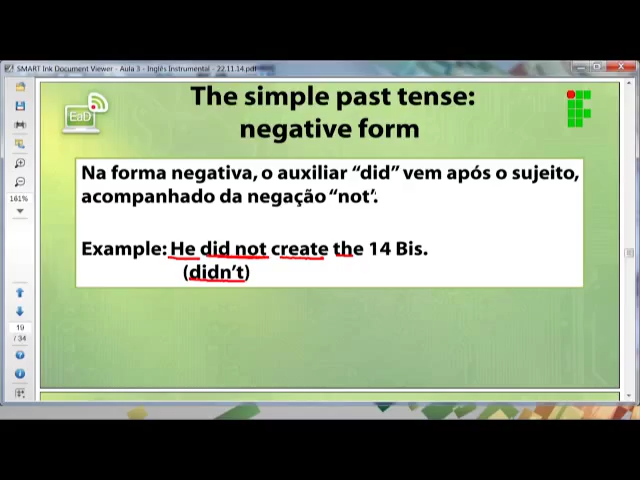 SMART Ink Document Viewer - Aula 3 - Inglês Instrumental - 22.11.14.pdf
EaD
The simple past tense:
negative form
Na forma negativa, o auxiliar “did” vem após o sujeito,
acompanhado da negação “not”.
Example: He did not create the 14 Bis.
(didn’t)
161%
19
/ 34